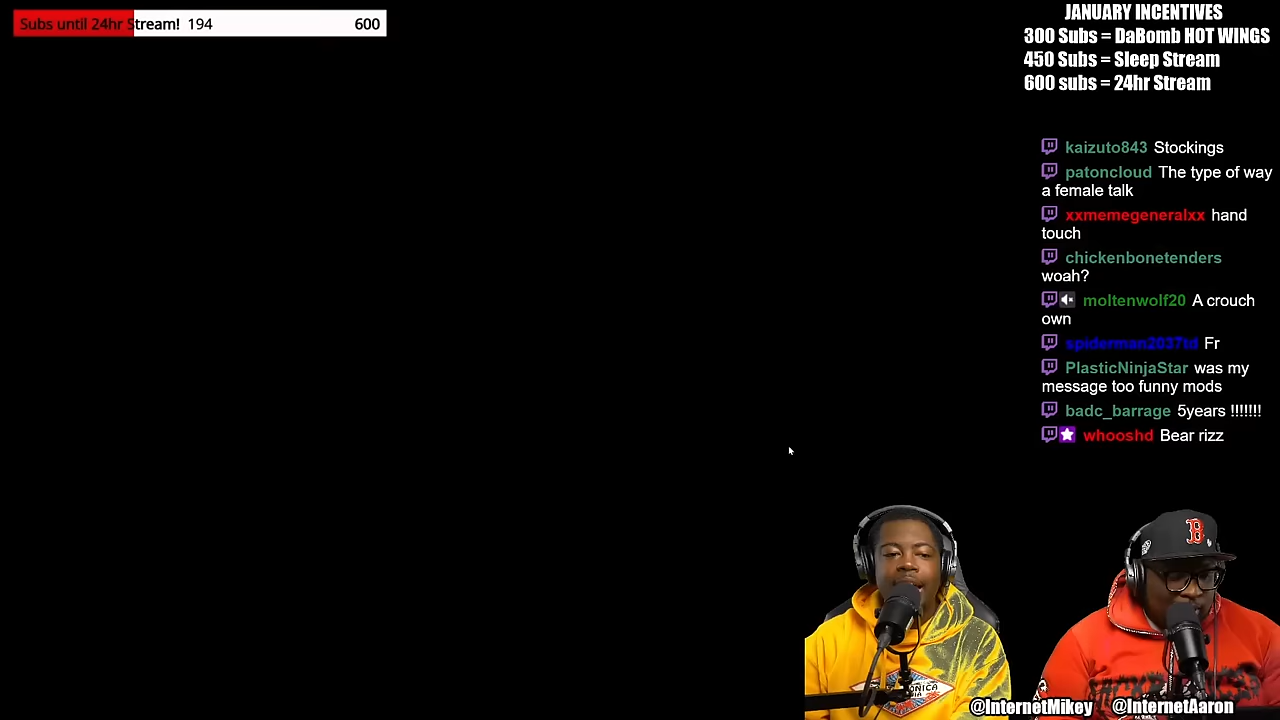 Subs until 24hr Stream! 194 600
JANUARY INCENTIVES
300 Subs = DaBomb HOT WINGS
450 Subs = Sleep Stream
600 subs = 24hr Stream
kaizuto843 Stockings
patoncloud The type of way
a female talk
xxmemegeneralxx hand
touch
chickenbonetenders
woah?
moltenwolf20 A crouch
own
spiderman2037td Fr
PlasticNinjaStar was my
message too funny mods
badc_barrage 5years !!!!!!!
whooshd Bear rizz
B
@InternetMikey @InternetAaron